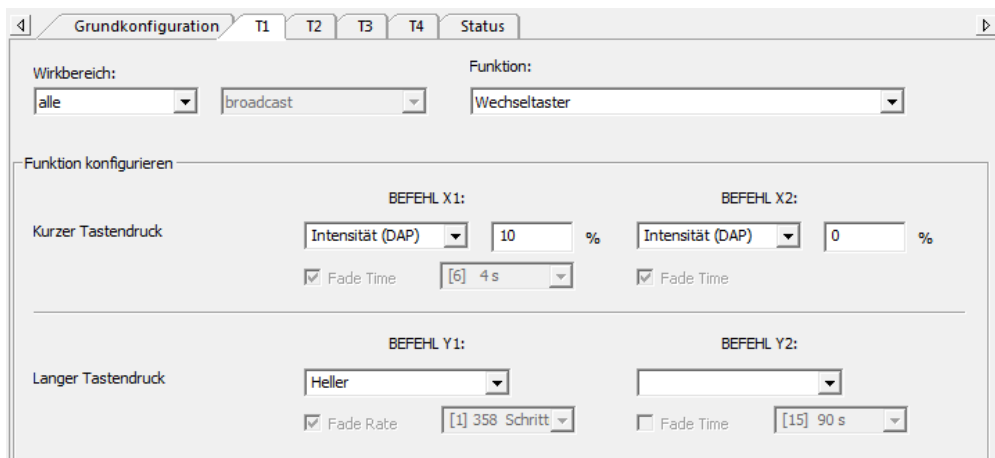 Grundkonfiguration T1 T2 T3 T4 Status
Wirkbereich: Funktion:
alle broadcast Wechseltaster
Funktion konfigurieren
BEFEHL X1: BEFEHL X2:
Kurzer Tastendruck Intensität (DAP) 10 % Intensität (DAP) 0 %
Fade Time [6] 4 s Fade Time
BEFEHL Y1: BEFEHL Y2:
Langer Tastendruck Heller
Fade Rate [1] 358 Schritt Fade Time [15] 90 s